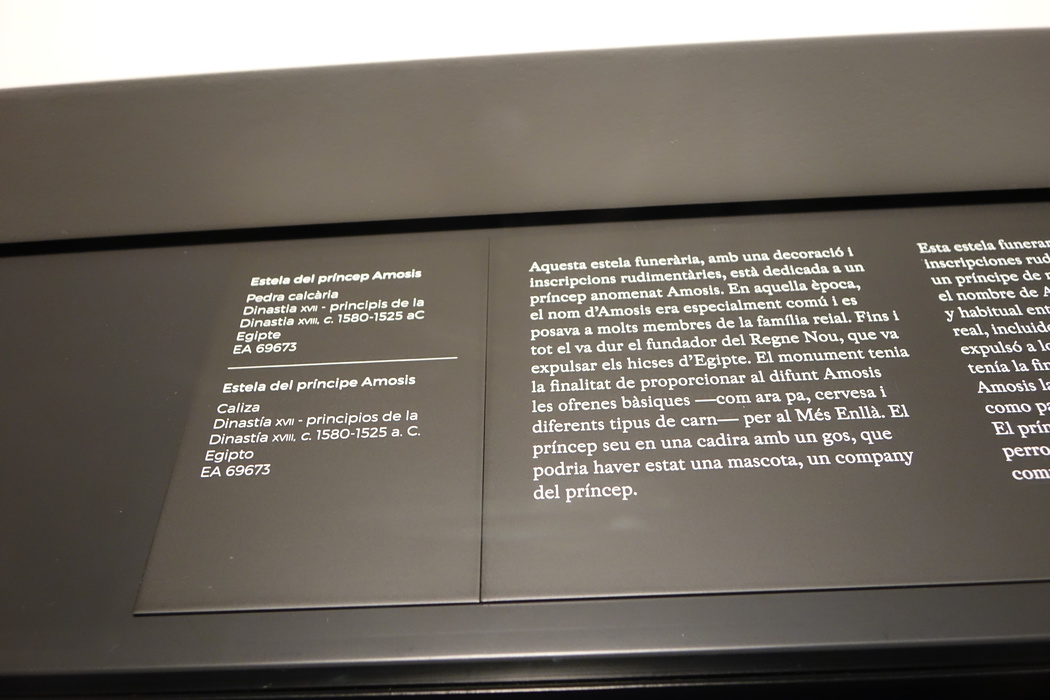 Estela del príncep Amosis
Pedra calcària
Dinastia XVII - principis de la
Dinastia XVIII, c. 1580-1525 aC
Egipte
EA 69673
Estela del príncipe Amosis
Caliza
Dinastía XVII - principios de la
Dinastía XVIII, c. 1580-1525 a. C.
Egipto
EA 69673
Aquesta estela funerària, amb una decoració i
inscripcions rudimentàries, està dedicada a un
príncep anomenat Amosis. En aquella època,
el nom d'Amosis era especialment comú i es
posava a molts membres de la família reial. Fins i
tot el va dur el fundador del Regne Nou, que va
expulsar els hicses d'Egipte. El monument tenia
la finalitat de proporcionar al difunt Amosis
les ofrenes bàsiques —com ara pa, cervesa i
diferents tipus de carn— per al Més Enllà. El
príncep seu en una cadira amb un gos, que
podria haver estat una mascota, un company
del príncep.
Esta estela
inscripciones
un príncipe de
el nombre de
y habitual
real,
expulsó a
tenía la
Amosis
como
El
perro